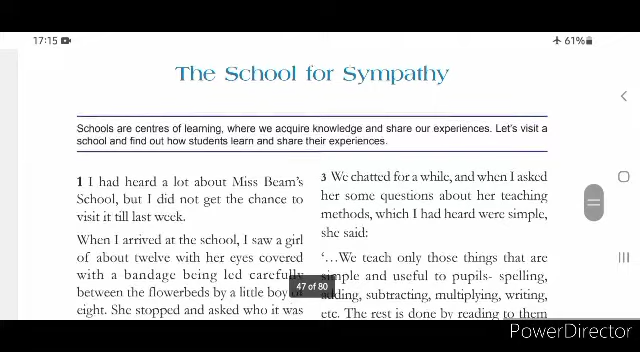 17:15
61%
The School for Sympathy
Schools are centres of learning, where we acquire knowledge and share our experiences. Let's visit a
school and find out how students learn and share their experiences.
1 I had heard a lot about Miss Beam's
School, but I did not get the chance to
visit it till last week.
When I arrived at the school, I saw a girl
of about twelve with her eyes covered
with a bandage being led carefully
between the flowerbeds by a little boy of
eight. She stopped and asked who it was
3 We chatted for a while, and when I asked
her some questions about her teaching
methods, which I had heard were simple,
she said:
'...We teach only those things that are
simple and useful to pupils- spelling,
adding, subtracting, multiplying, writing,
etc. The rest is done by reading to them
47 of 80
PowerDirector